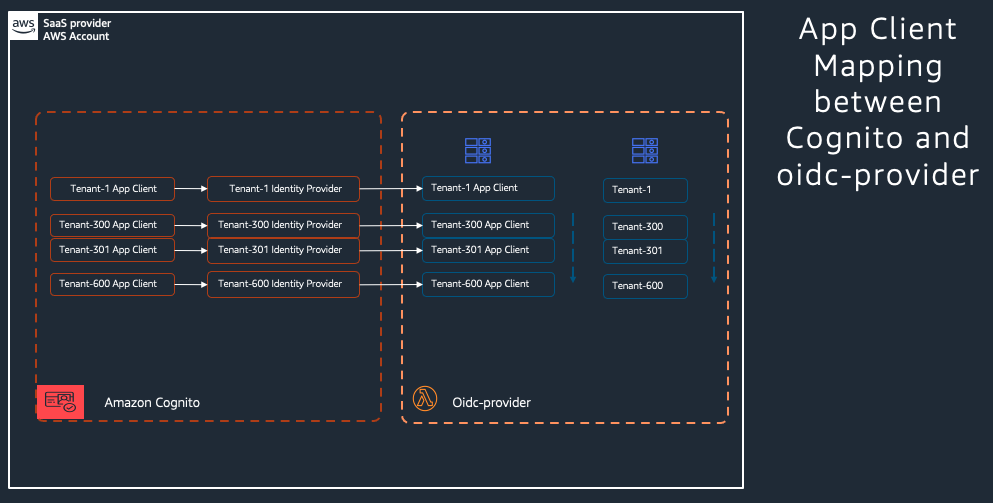 aws
SaaS provider
AWS Account
App Client
Mapping
between
Cognito and
oidc-provider
Tenant-1 App Client
Tenant-1 Identity Provider
Tenant-1 App Client
Tenant-1
Tenant-300 App Client
Tenant-300 Identity Provider
Tenant-300 App Client
Tenant-300
Tenant-301 App Client
Tenant-301 Identity Provider
Tenant-301 App Client
Tenant-301
Tenant-600 App Client
Tenant-600 Identity Provider
Tenant-600 App Client
Tenant-600
Amazon Cognito
Oidc-provider